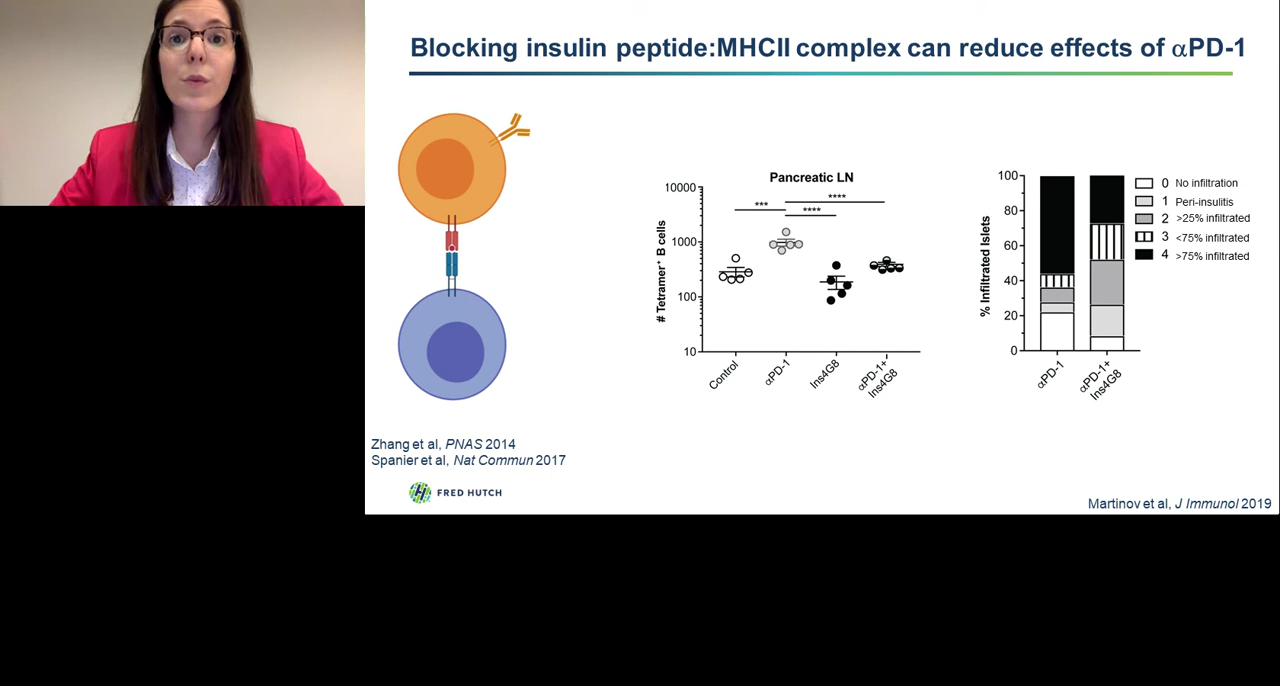 Blocking insulin peptide:MHCII complex can reduce effects of αPD-1
Pancreatic LN
# Tetramer⁺ B cells
10000
1000
100
10
***
****
****
Control
αPD-1
Ins4G8
αPD-1+
Ins4G8
% Infiltrated Islets
100
80
60
40
20
0
αPD-1
αPD-1+
Ins4G8
0 No infiltration
1 Peri-insulitis
2 >25% infiltrated
3 <75% infiltrated
4 >75% infiltrated
Zhang et al, PNAS 2014
Spanier et al, Nat Commun 2017
FRED HUTCH
Martinov et al, J Immunol 2019